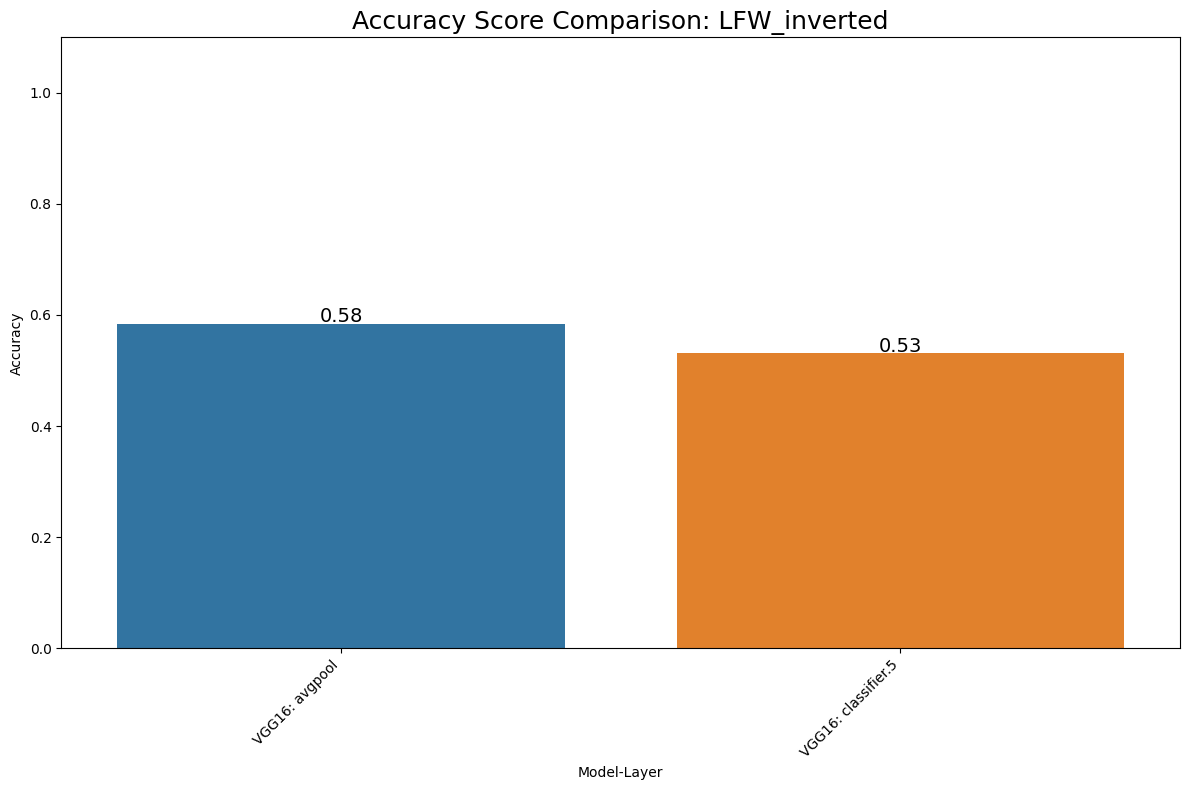 Accuracy Score Comparison: LFW_inverted
1.0
0.8
0.6
0.4
0.2
0.0
Accuracy
0.58
0.53
VGG16: avgpool
VGG16: classifier.5
Model-Layer